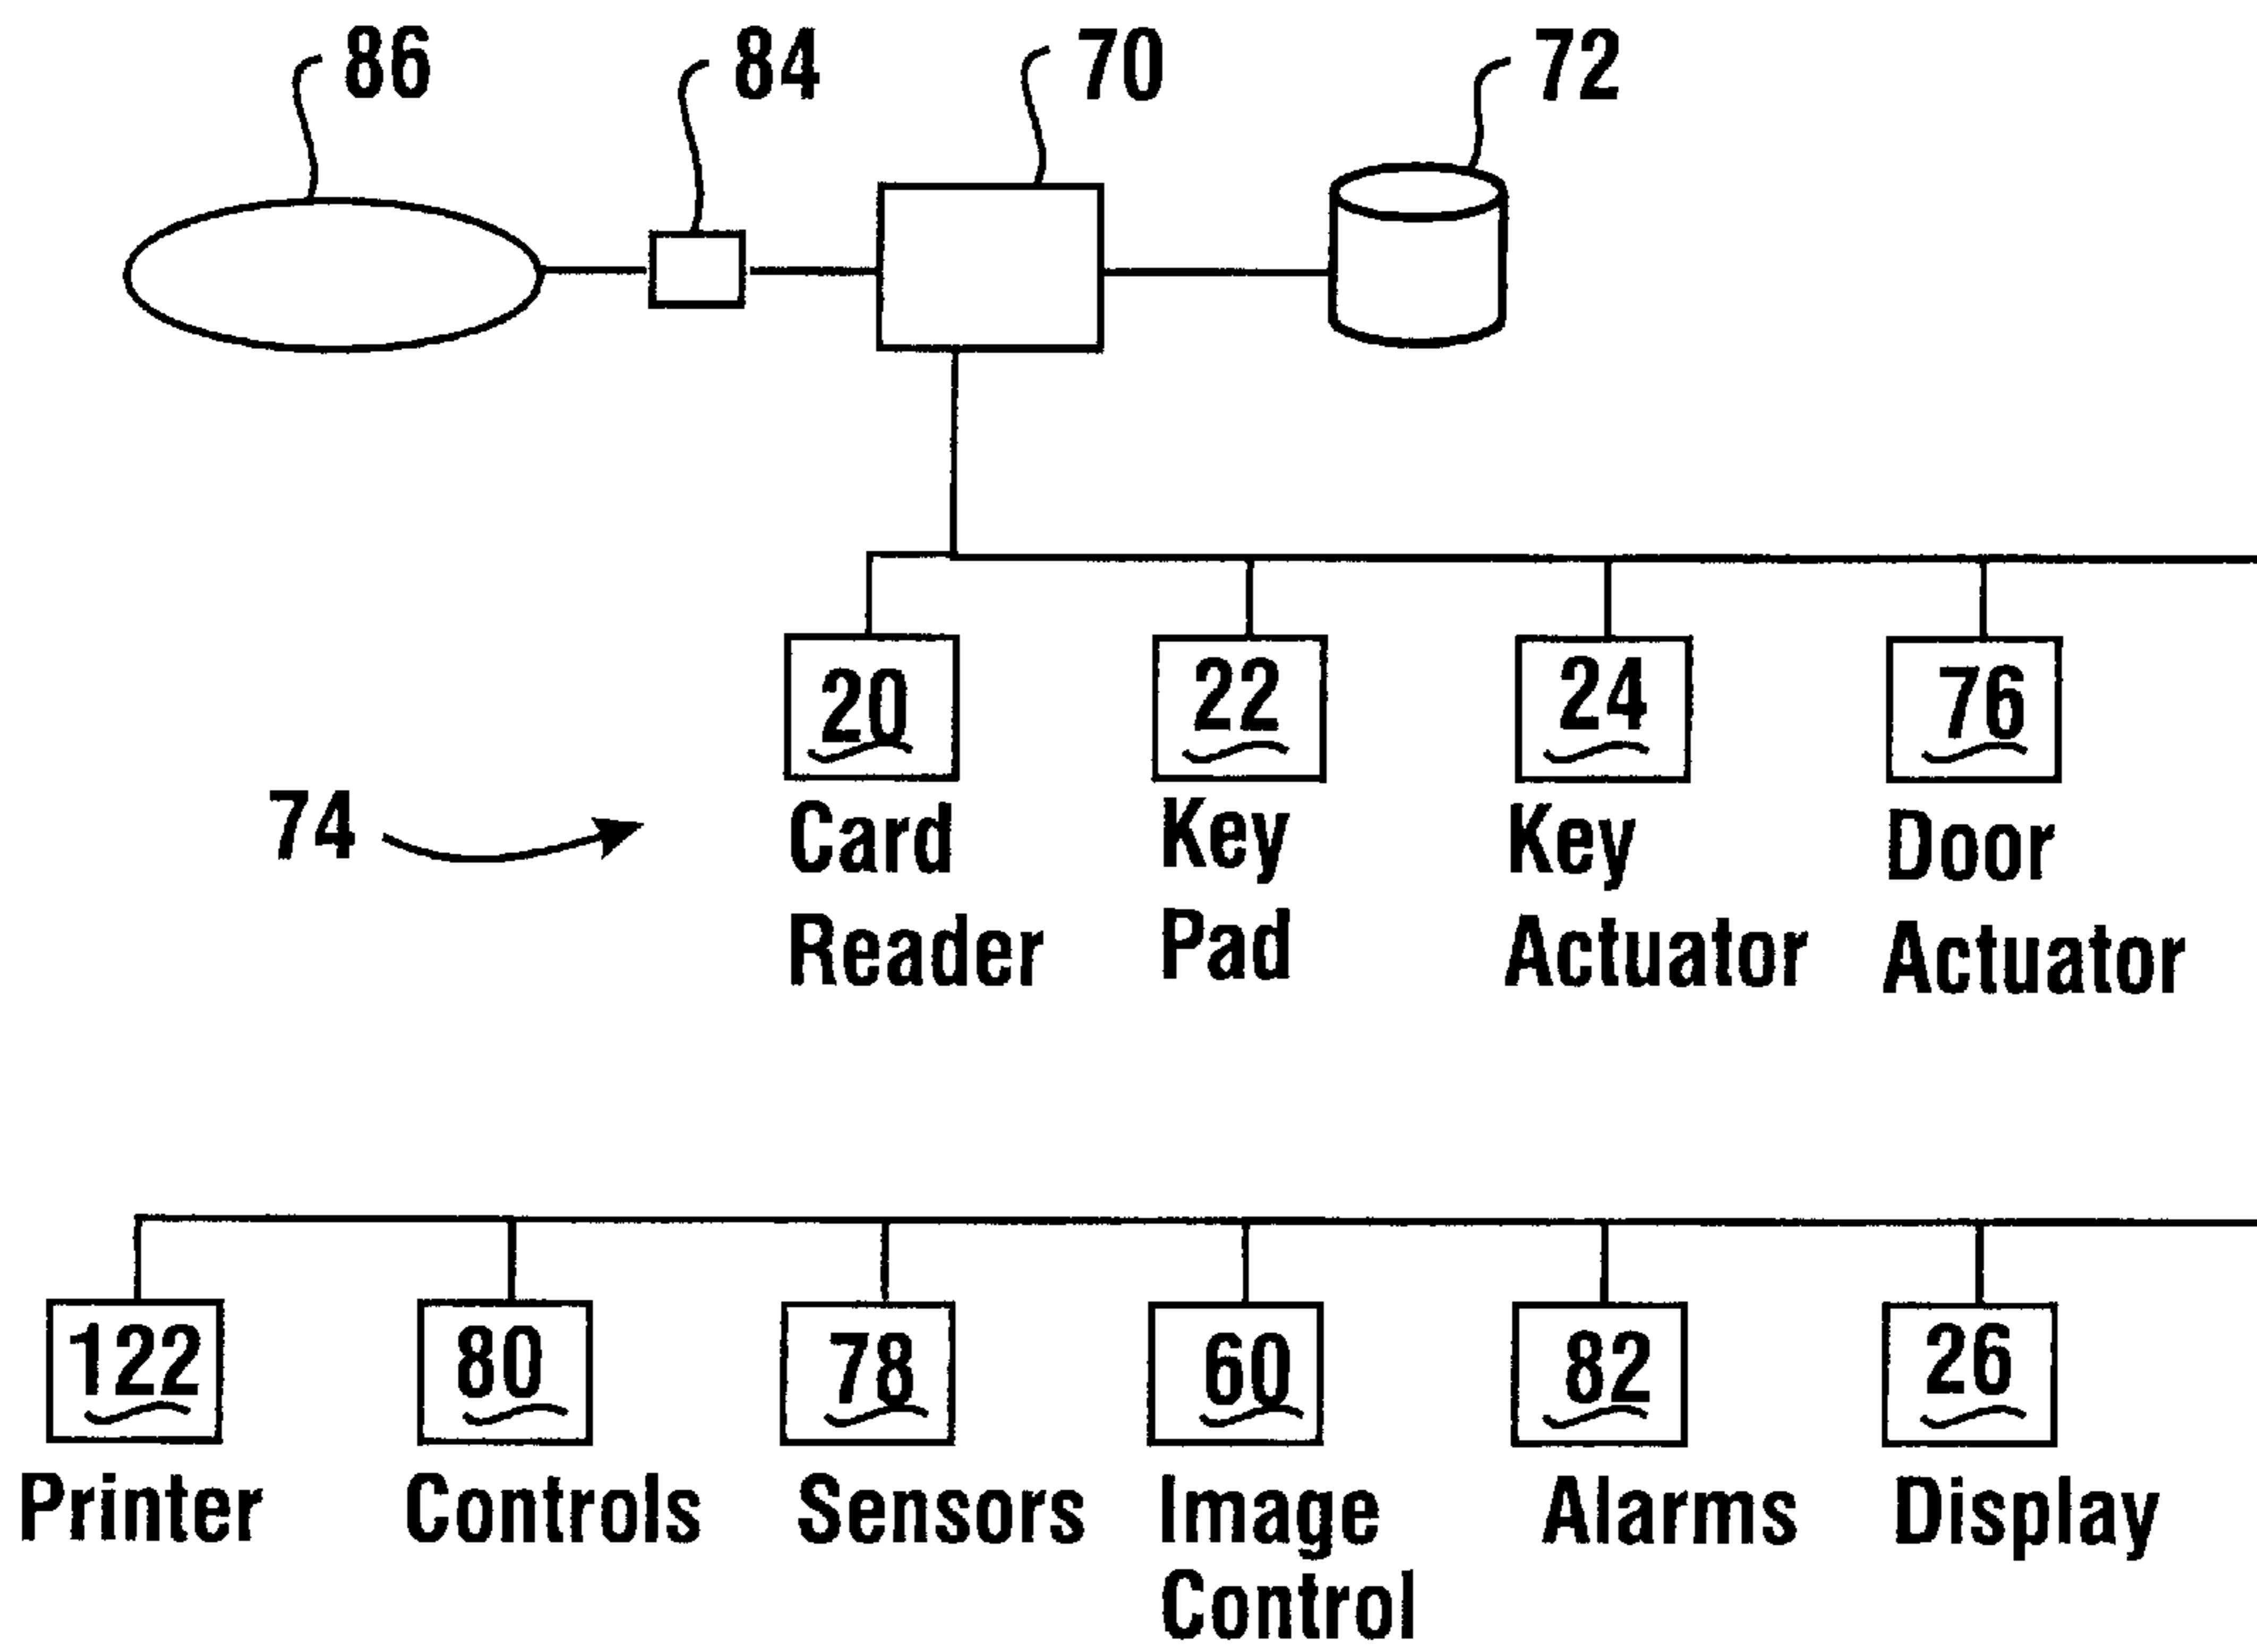 86 84 70 72
20 22 24 76
74
Card Key Key Door
Reader Pad Actuator Actuator
122 80 78 60 82 26
Printer Controls Sensors Image Alarms Display
Control